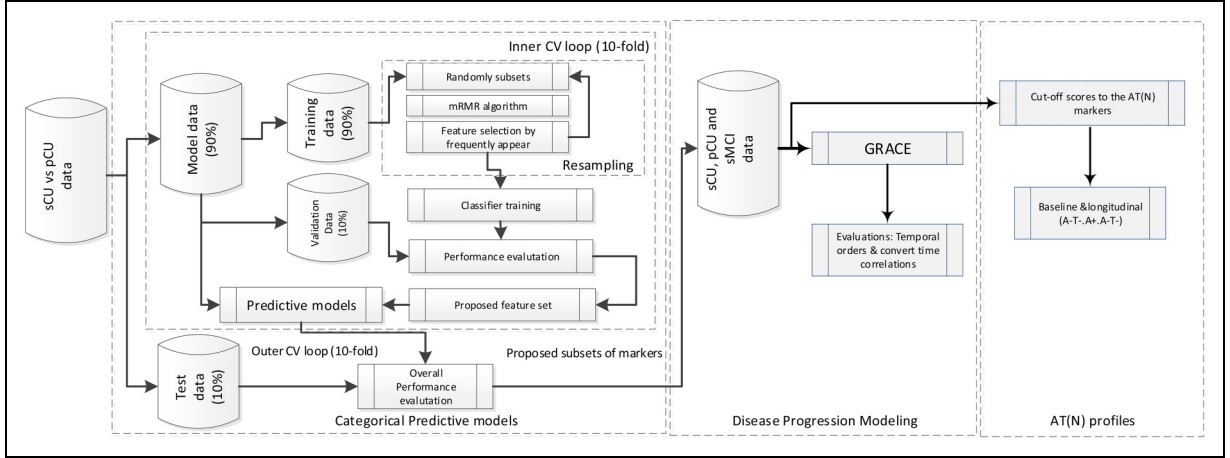 Inner CV loop (10-fold)
sCU vs pCU
data
Model data
(90%)
Training
data
(90%)
Randomly subsets
mRMR algorithm
Feature selection by
frequently appear
Resampling
Validation
Data
(10%)
Classifier training
Performance evalutation
Predictive models
Proposed feature set
Outer CV loop (10-fold)
Test
data
(10%)
Overall
Performance
evalutation
Proposed subsets of markers
Categorical Predictive models
sCU, pCU and
sMCI
data
GRACE
Evaluations: Temporal
orders & convert time
correlations
Disease Progression Modeling
Cut-off scores to the AT(N)
markers
Baseline &longitudinal
(A-T-.A+.A-T-)
AT(N) profiles